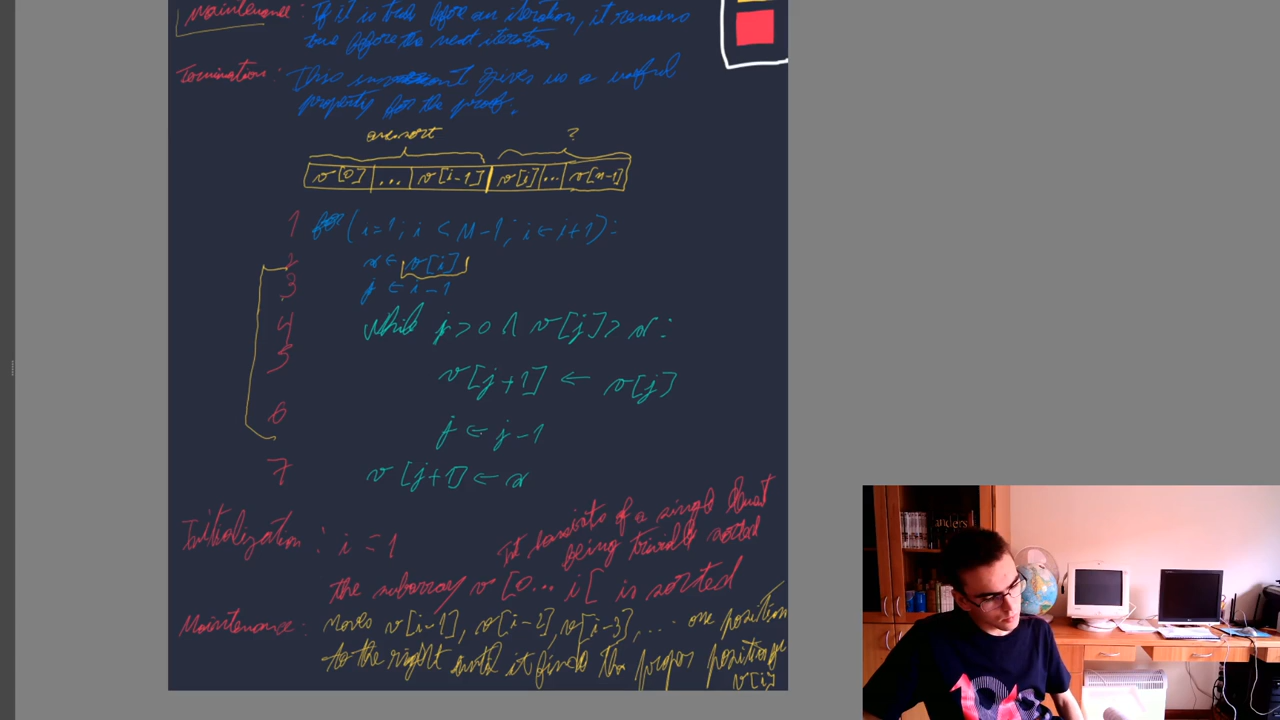 Maintenance: If it is true before an iteration, it remains
true before the next iteration
Termination: This invariant gives us a useful
property for the proof.
?
v[0] ... v[i-1] v[i] ... v[n-1]
1 for (i=1; i < N-1; i ← i+1):
2 x ← v[i]
3 j ← i-1
4 while j > 0 ∧ v[j] > x:
5 v[j+1] ← v[j]
6 j ← j-1
7 v[j+1] ← x
Initialization: i = 1
it consists of a single
being trivially sorted
the subarray v[0... i[ is sorted
Maintenance: moves v[i-1], v[i-2], v[i-3], ... one position
to the right until it finds the proper position
v[i]
anders